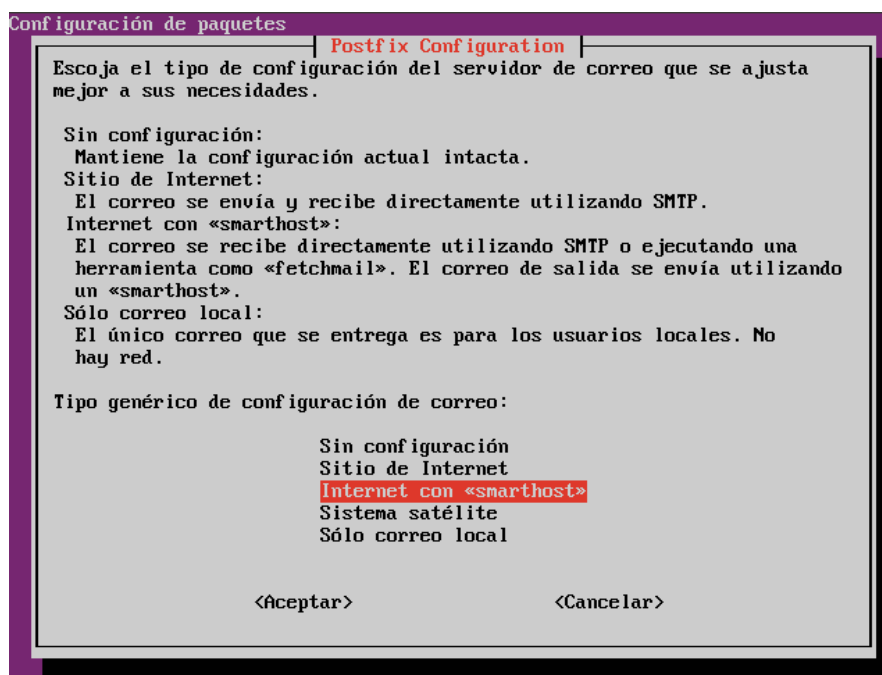 Configuración de paquetes
Postfix Configuration
Escoja el tipo de configuración del servidor de correo que se ajusta
mejor a sus necesidades.
Sin configuración:
Mantiene la configuración actual intacta.
Sitio de Internet:
El correo se envía y recibe directamente utilizando SMTP.
Internet con «smarthost»:
El correo se recibe directamente utilizando SMTP o ejecutando una
herramienta como «fetchmail». El correo de salida se envía utilizando
un «smarthost».
Sólo correo local:
El único correo que se entrega es para los usuarios locales. No
hay red.
Tipo genérico de configuración de correo:
Sin configuración
Sitio de Internet
Internet con «smarthost»
Sistema satélite
Sólo correo local
<Aceptar> <Cancelar>